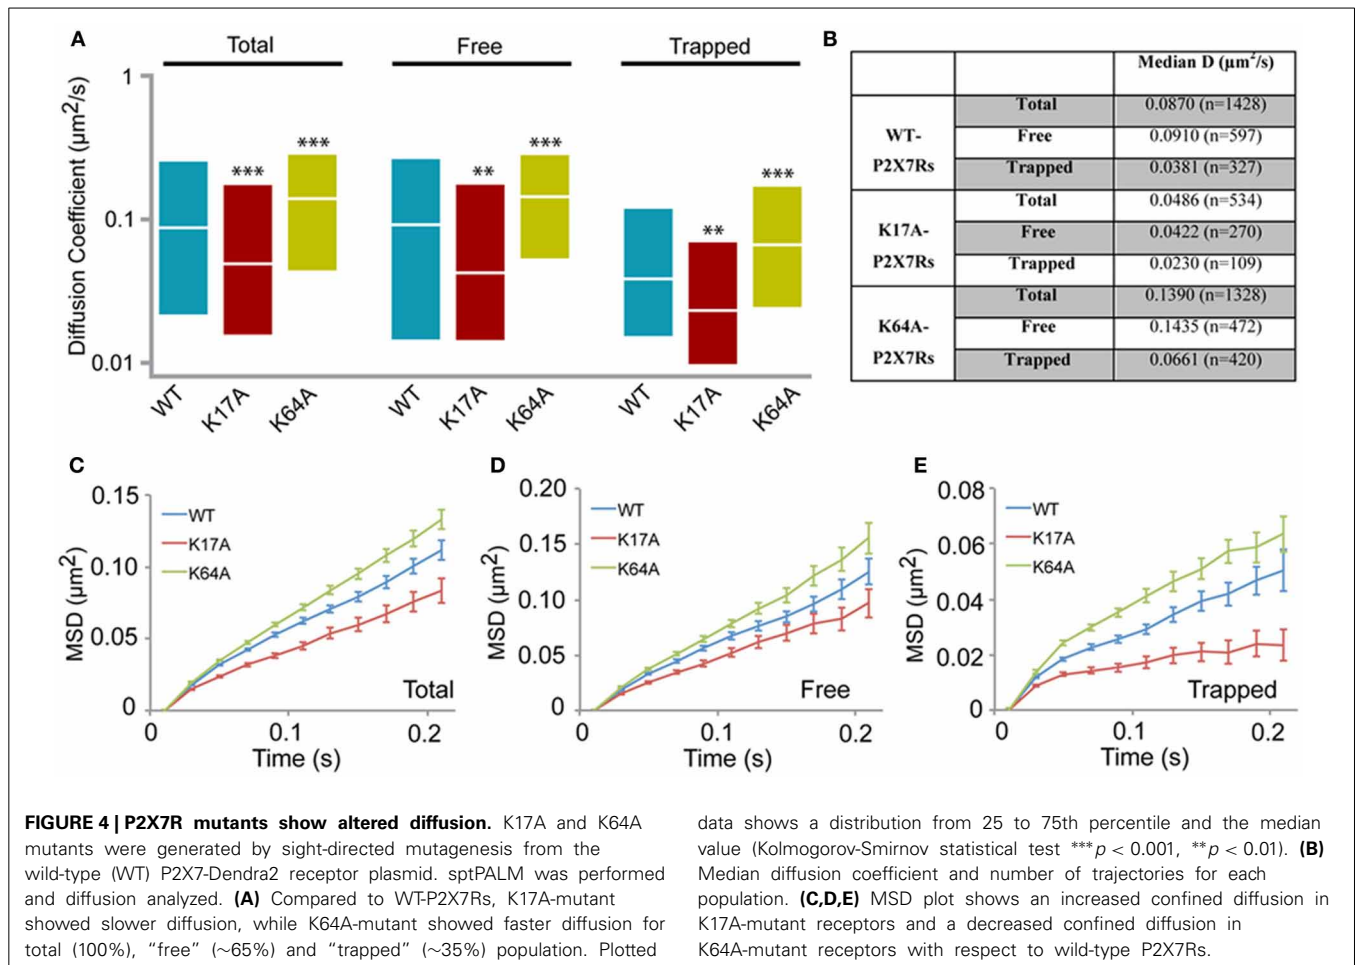 A
Total
Free
Trapped
Diffusion Coefficient (µm²/s)
1
0.1
0.01
***
***
**
***
**
***
WT
K17A
K64A
WT
K17A
K64A
WT
K17A
K64A
B
Median D (µm²/s)
WT-
P2X7Rs
Total 0.0870 (n=1428)
Free 0.0910 (n=597)
Trapped 0.0381 (n=327)
K17A-
P2X7Rs
Total 0.0486 (n=534)
Free 0.0422 (n=270)
Trapped 0.0230 (n=109)
K64A-
P2X7Rs
Total 0.1390 (n=1328)
Free 0.1435 (n=472)
Trapped 0.0661 (n=420)
C
MSD (µm²)
0.15
0.10
0.05
0
WT
K17A
K64A
Total
0
0.1
0.2
Time (s)
D
MSD (µm²)
0.20
0.15
0.10
0.05
0
WT
K17A
K64A
Free
0
0.1
0.2
Time (s)
E
MSD (µm²)
0.08
0.06
0.04
0.02
0
WT
K17A
K64A
Trapped
0
0.1
0.2
Time (s)
FIGURE 4 | P2X7R mutants show altered diffusion. K17A and K64A
mutants were generated by sight-directed mutagenesis from the
wild-type (WT) P2X7-Dendra2 receptor plasmid. sptPALM was performed
and diffusion analyzed. (A) Compared to WT-P2X7Rs, K17A-mutant
showed slower diffusion, while K64A-mutant showed faster diffusion for
total (100%), “free” (~65%) and “trapped” (~35%) population. Plotted
data shows a distribution from 25 to 75th percentile and the median
value (Kolmogorov-Smirnov statistical test ***p < 0.001, **p < 0.01). (B)
Median diffusion coefficient and number of trajectories for each
population. (C,D,E) MSD plot shows an increased confined diffusion in
K17A-mutant receptors and a decreased confined diffusion in
K64A-mutant receptors with respect to wild-type P2X7Rs.